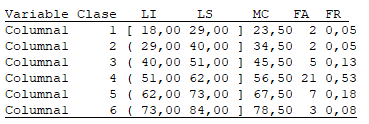 Variable Clase LI LS MC FA FR
Columna1 1 [ 18,00 29,00 ] 23,50 2 0,05
Columna1 2 ( 29,00 40,00 ] 34,50 2 0,05
Columna1 3 ( 40,00 51,00 ] 45,50 5 0,13
Columna1 4 ( 51,00 62,00 ] 56,50 21 0,53
Columna1 5 ( 62,00 73,00 ] 67,50 7 0,18
Columna1 6 ( 73,00 84,00 ] 78,50 3 0,08